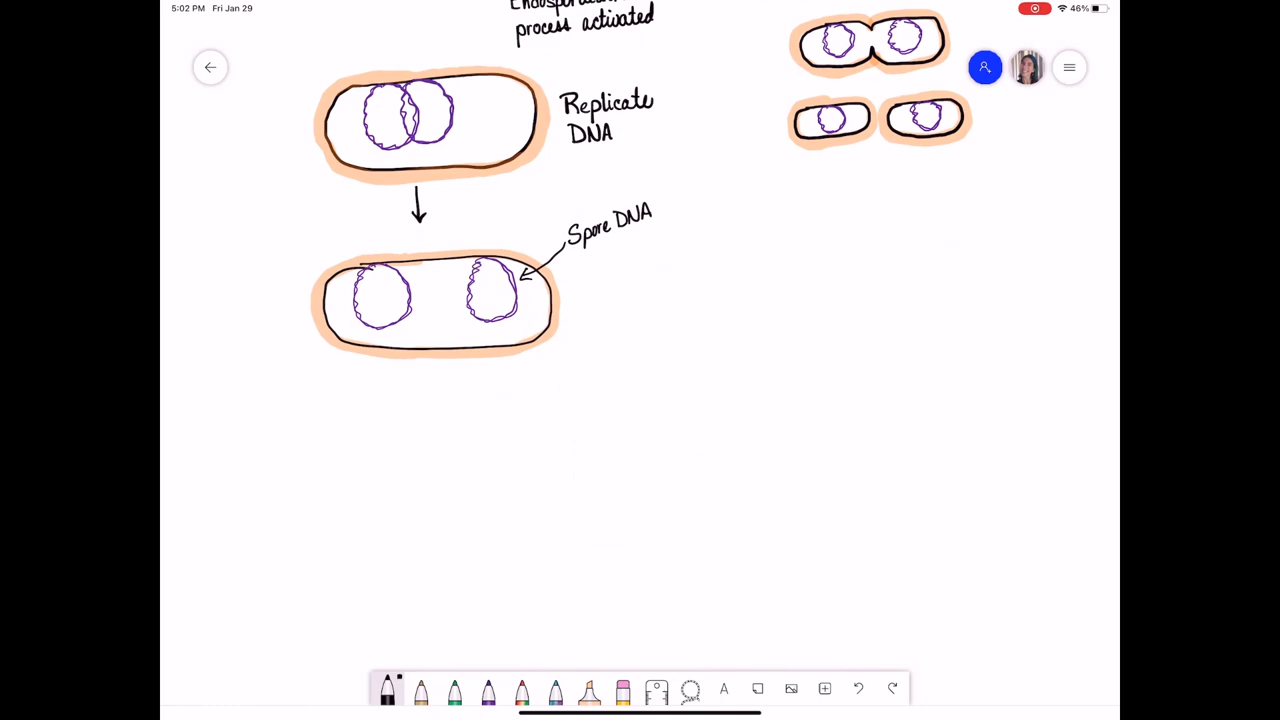 5:02 PM Fri Jan 29
46%
process activated
Replicate
DNA
Spore DNA
A